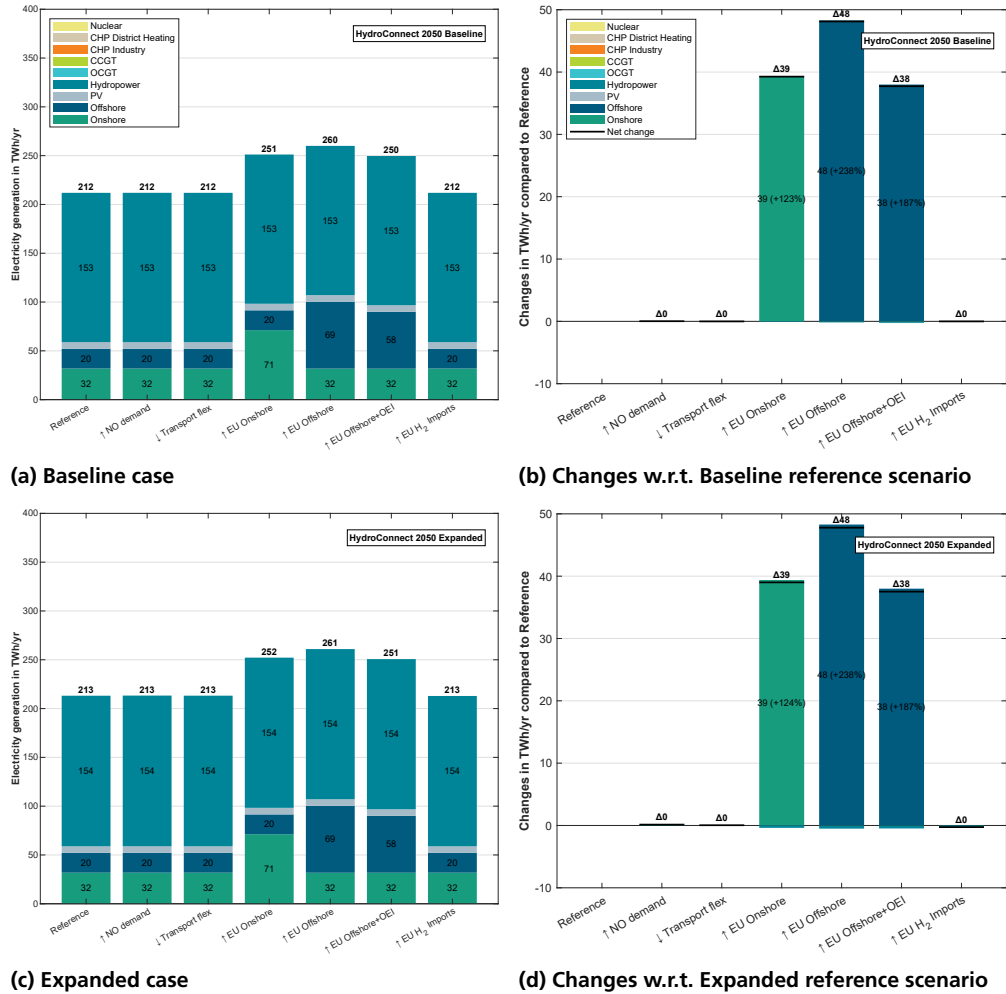 400
350
300
250
200
150
100
50
0
Electricity generation in TWh/yr
Nuclear
CHP District Heating
CHP Industry
CCGT
OCGT
Hydropower
PV
Offshore
Onshore
HydroConnect 2050 Baseline
212 212 212 251 260 250 212
153 153 153 153 153 153 153
20 20 20 20 69 58 20
32 32 32 71 32 32 32
Reference
↑ NO demand
↓ Transport flex
↑ EU Onshore
↑ EU Offshore
↑ EU Offshore+OEI
↑ EU H2 Imports
(a) Baseline case
50
40
30
20
10
0
-10
Changes in TWh/yr compared to Reference
Nuclear
CHP District Heating
CHP Industry
CCGT
OCGT
Hydropower
PV
Offshore
Onshore
Net change
HydroConnect 2050 Baseline
Δ0 Δ0 Δ39 Δ48 Δ38 Δ0
39 (+123%) 48 (+238%) 38 (+187%)
Reference
↑ NO demand
↓ Transport flex
↑ EU Onshore
↑ EU Offshore
↑ EU Offshore+OEI
↑ EU H2 Imports
(b) Changes w.r.t. Baseline reference scenario
400
350
300
250
200
150
100
50
0
Electricity generation in TWh/yr
HydroConnect 2050 Expanded
213 213 213 252 261 251 213
154 154 154 154 154 154 154
20 20 20 20 69 58 20
32 32 32 71 32 32 32
Reference
↑ NO demand
↓ Transport flex
↑ EU Onshore
↑ EU Offshore
↑ EU Offshore+OEI
↑ EU H2 Imports
(c) Expanded case
50
40
30
20
10
0
-10
Changes in TWh/yr compared to Reference
HydroConnect 2050 Expanded
Δ0 Δ0 Δ39 Δ48 Δ38 Δ0
39 (+124%) 48 (+238%) 38 (+187%)
Reference
↑ NO demand
↓ Transport flex
↑ EU Onshore
↑ EU Offshore
↑ EU Offshore+OEI
↑ EU H2 Imports
(d) Changes w.r.t. Expanded reference scenario